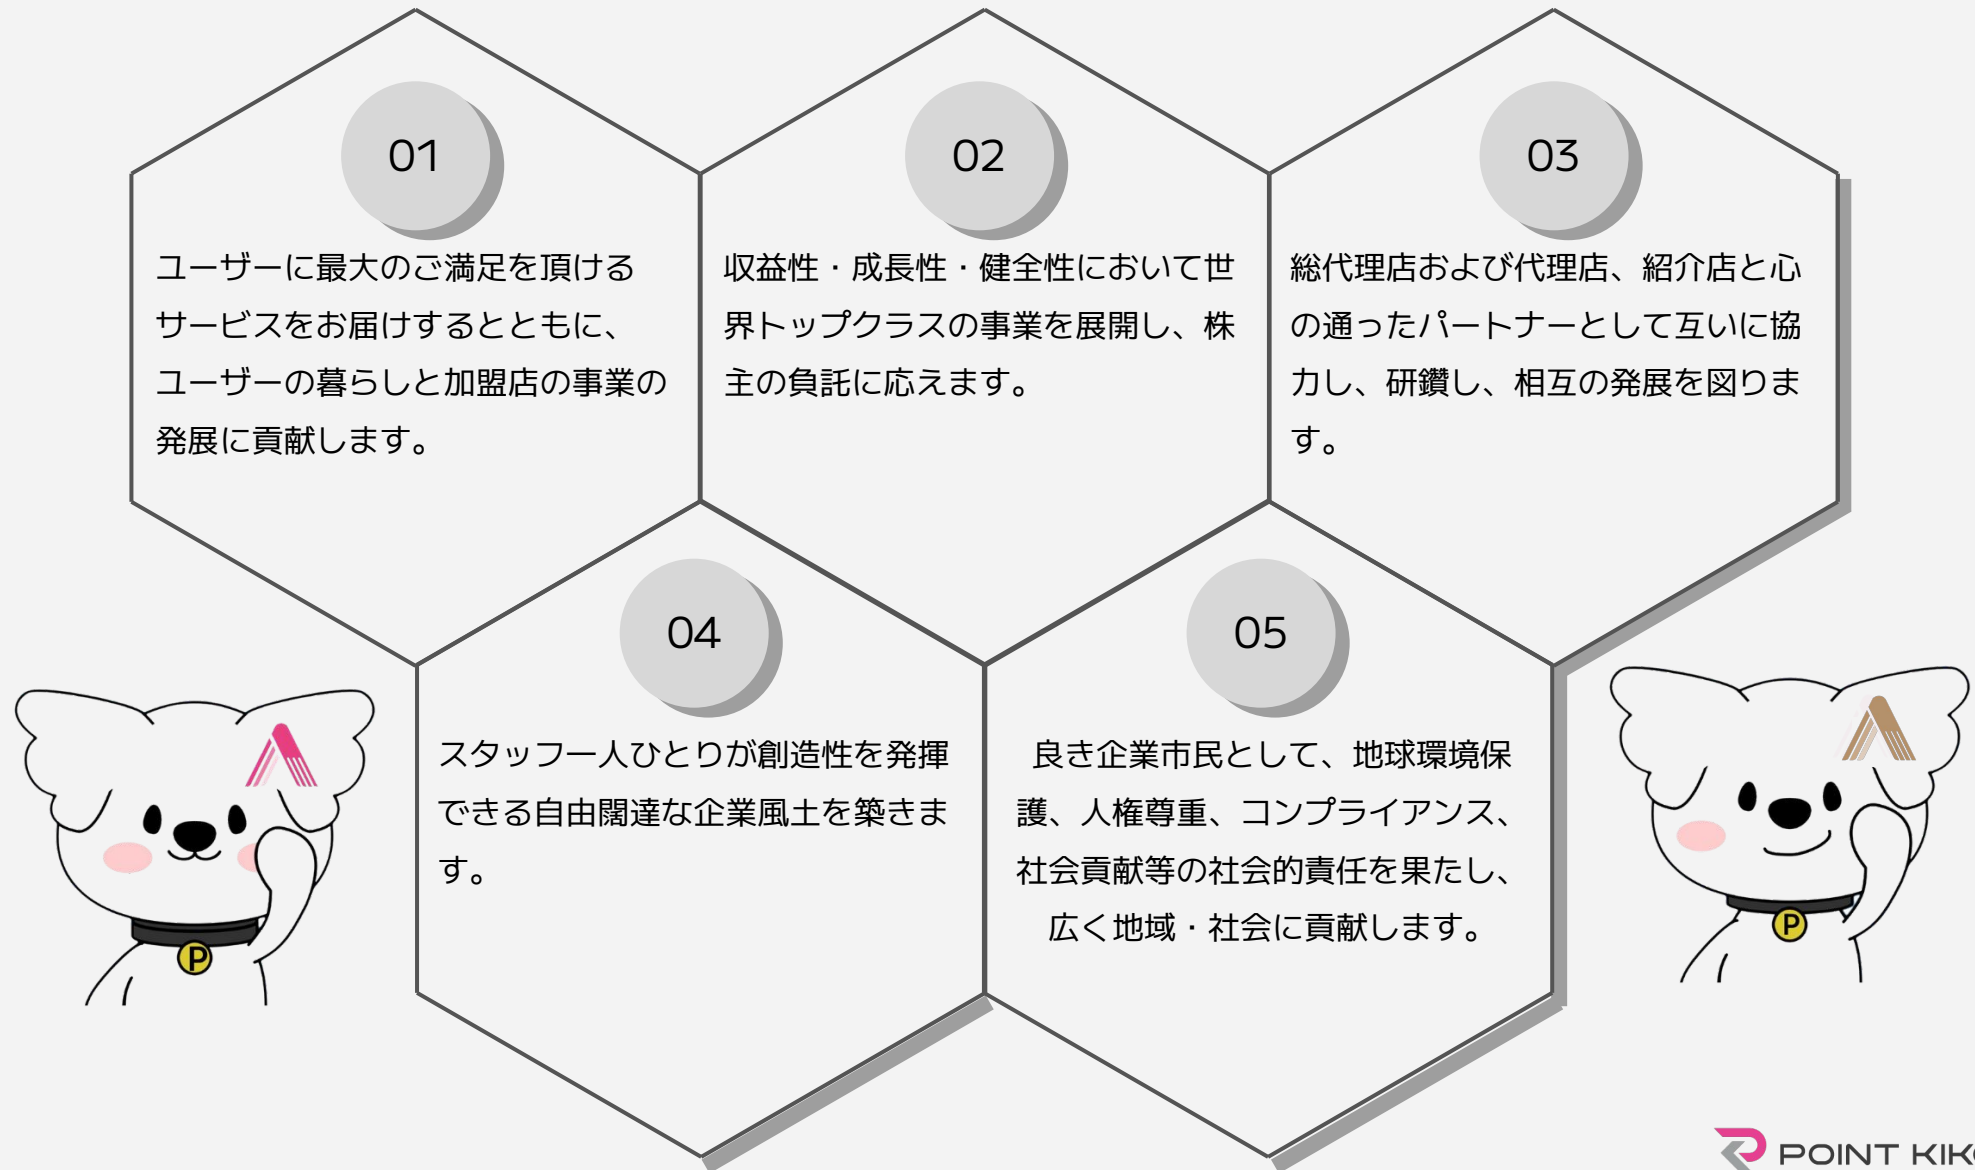 01
ユーザーに最大のご満足を頂ける
サービスをお届けするとともに、
ユーザーの暮らしと加盟店の事業の
発展に貢献します。
02
収益性・成長性・健全性において世
界トップクラスの事業を展開し、株
主の負託に応えます。
03
総代理店および代理店、紹介店と心
の通ったパートナーとして互いに協
力し、研鑽し、相互の発展を図りま
す。
04
スタッフ一人ひとりが創造性を発揮
できる自由闊達な企業風土を築きま
す。
05
良き企業市民として、地球環境保
護、人権尊重、コンプライアンス、
社会貢献等の社会的責任を果たし、
広く地域・社会に貢献します。
P
P
POINT